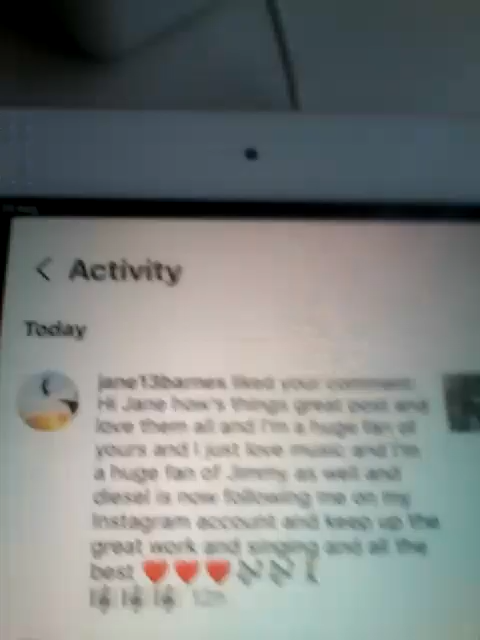 < Activity
Today
jane13barnes liked your comment:
Hi Jane how's things great post and
love them all and I'm a huge fan of
yours and I just love music and I'm
a huge fan of Jimmy as well and
diesel is now following me on my
Instagram account and keep up the
great work and singing and all the
best ❤️❤️❤️🎶🎶
🎼🎼🎼 12h